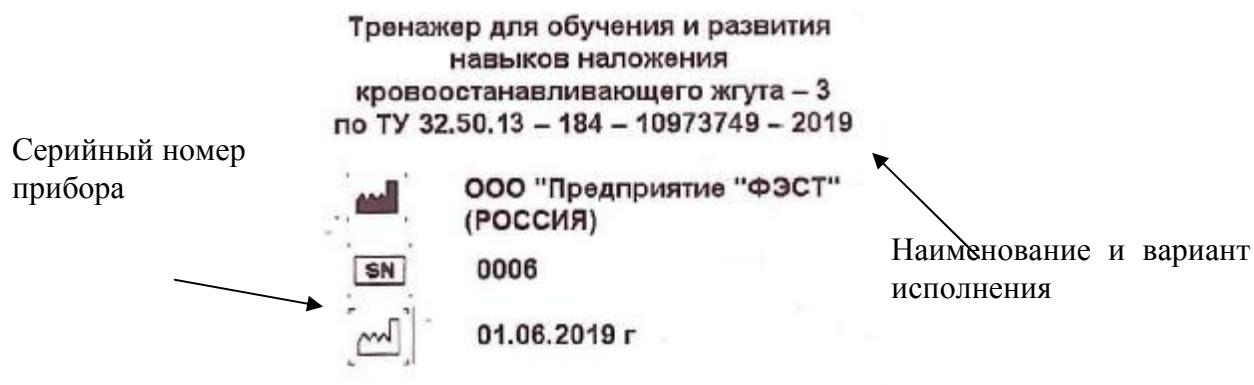 Тренажер для обучения и развития
навыков наложения
кровоостанавливающего жгута – 3
по ТУ 32.50.13 – 184 – 10973749 – 2019
Серийный номер
прибора
ООО "Предприятие "ФЭСТ"
(РОССИЯ)
Наименование и вариант
исполнения
SN 0006
01.06.2019 г